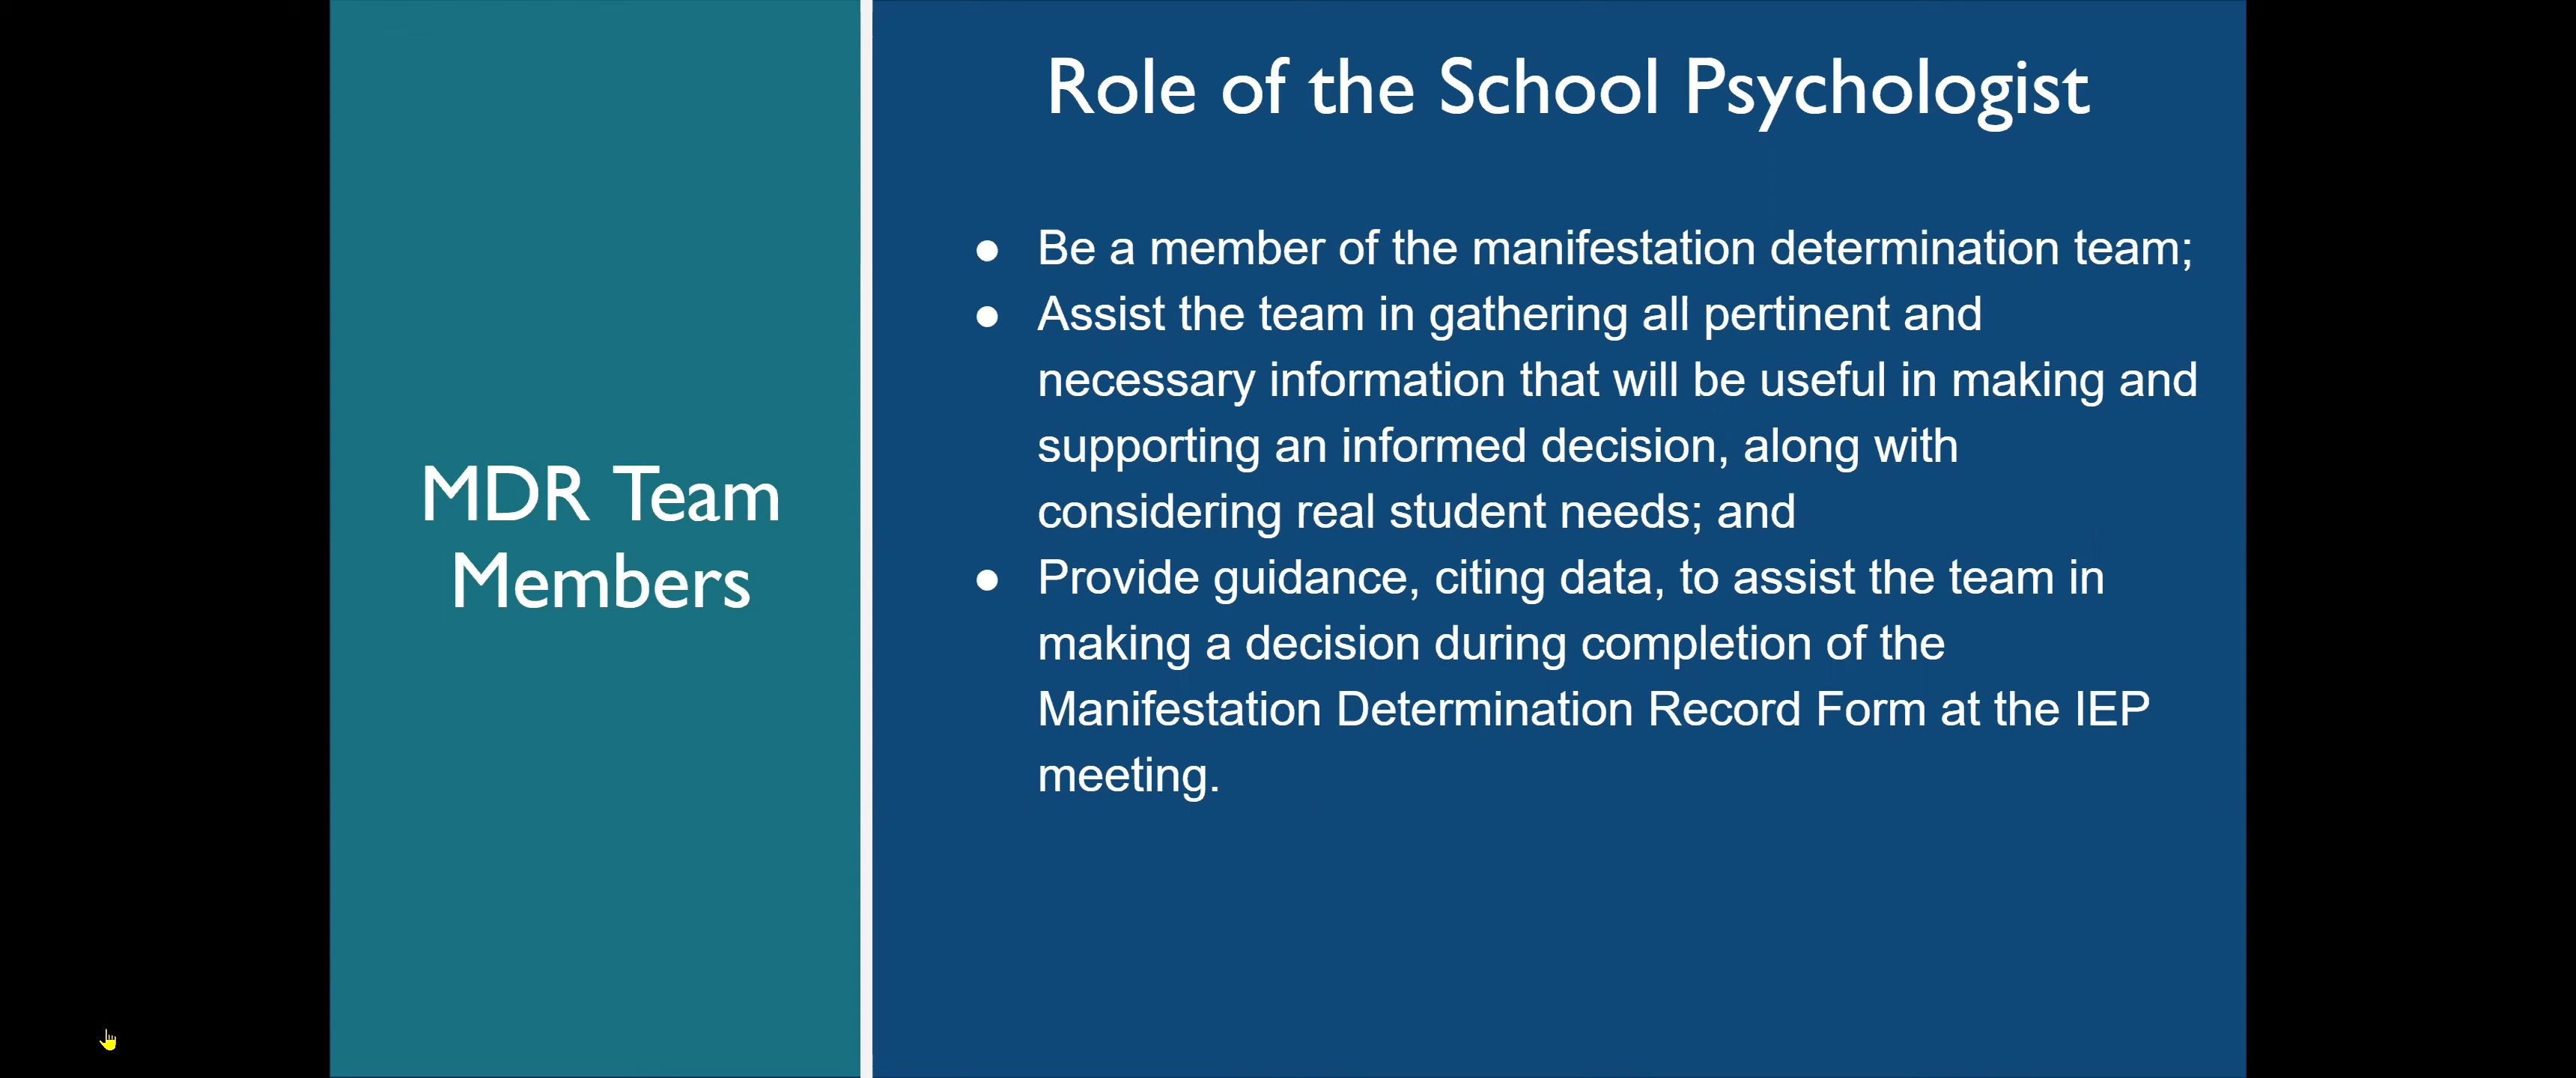 MDR Team
Members
Role of the School Psychologist
● Be a member of the manifestation determination team;
● Assist the team in gathering all pertinent and
necessary information that will be useful in making and
supporting an informed decision, along with
considering real student needs; and
● Provide guidance, citing data, to assist the team in
making a decision during completion of the
Manifestation Determination Record Form at the IEP
meeting.